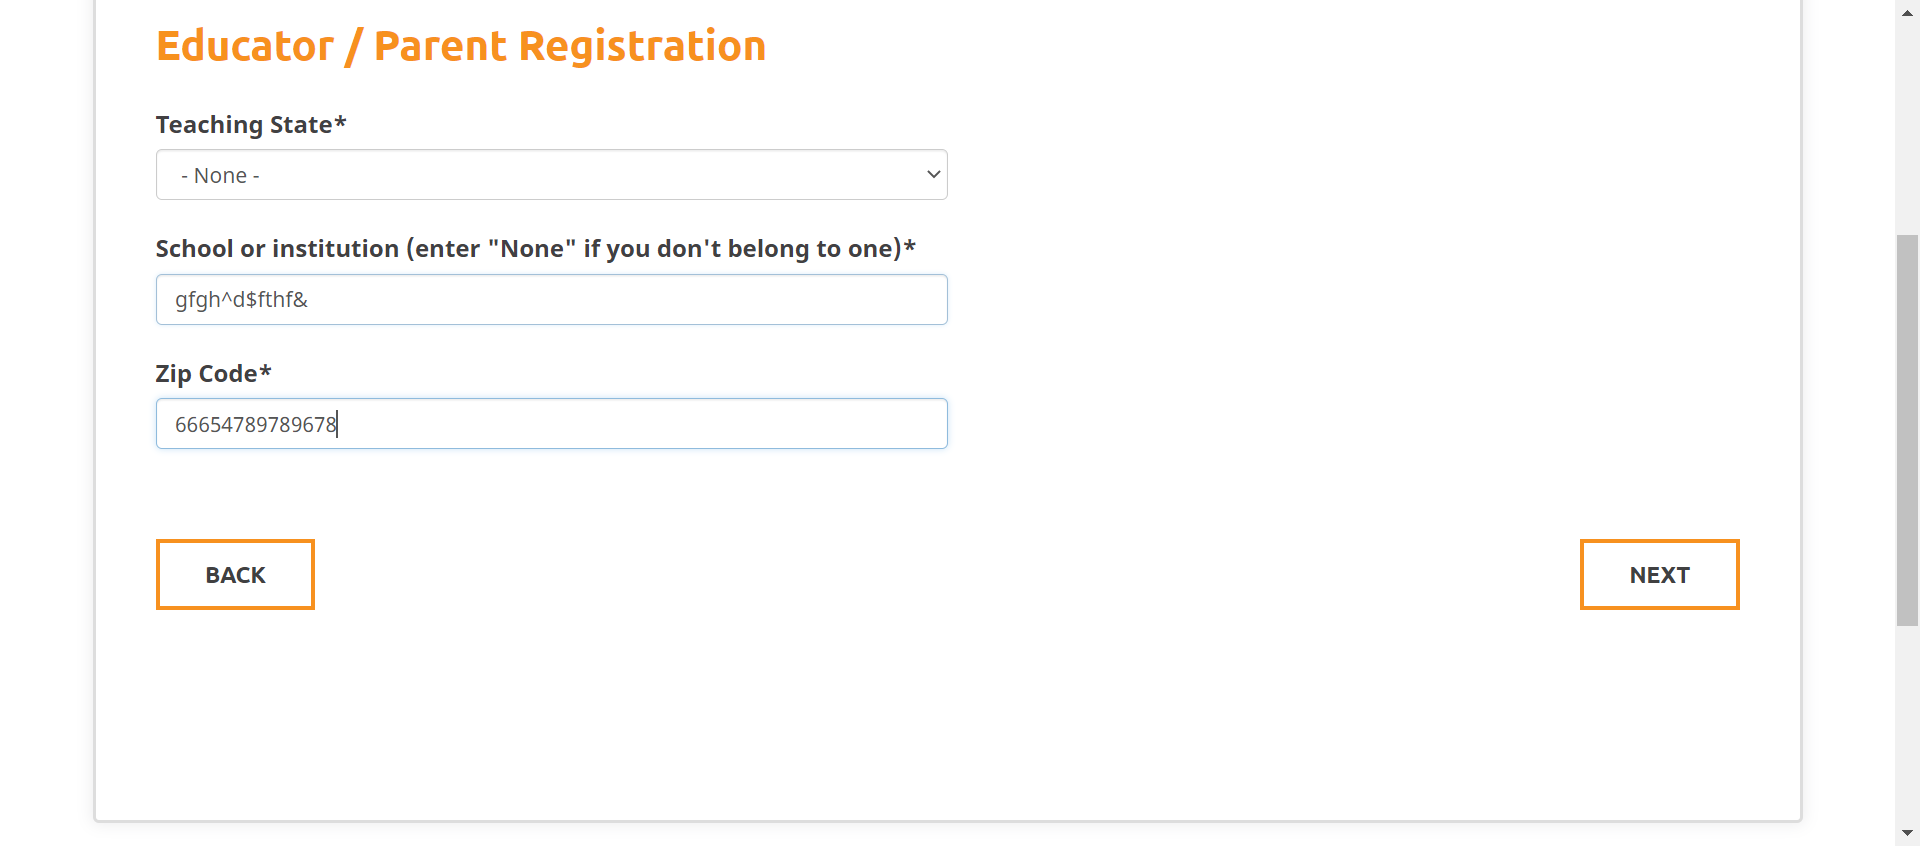 Educator / Parent Registration
Teaching State*
- None -
School or institution (enter "None" if you don't belong to one)*
gfgh^d$fthf&
Zip Code*
66654789789678
BACK
NEXT